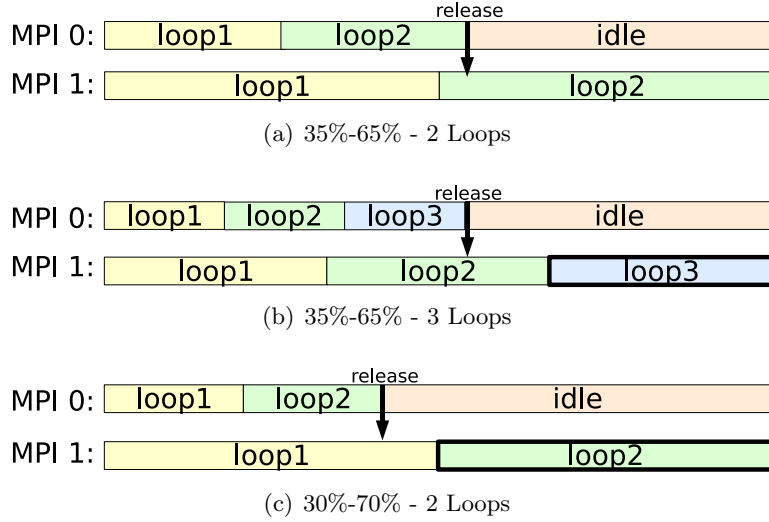 release
MPI 0: loop1 loop2 idle
MPI 1: loop1 loop2
(a) 35%-65% - 2 Loops
release
MPI 0: loop1 loop2 loop3 idle
MPI 1: loop1 loop2 loop3
(b) 35%-65% - 3 Loops
release
MPI 0: loop1 loop2 idle
MPI 1: loop1 loop2
(c) 30%-70% - 2 Loops